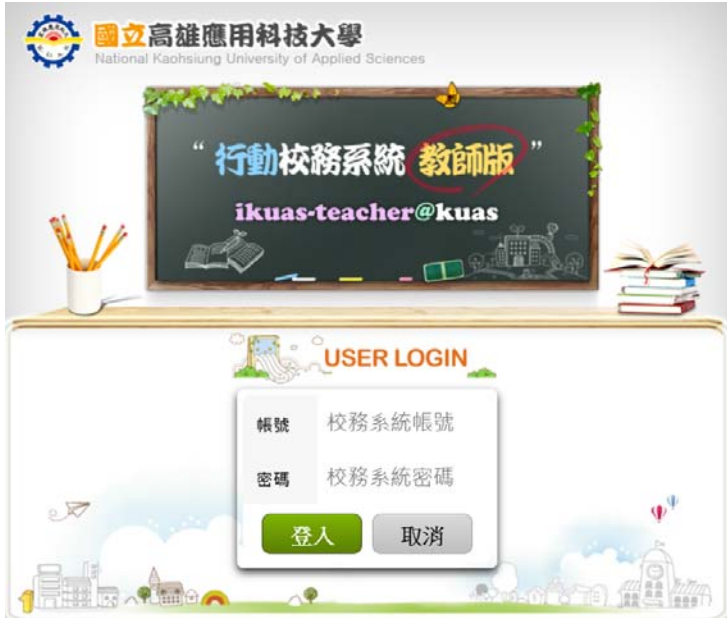 國立高雄應用科技大學
National Kaohsiung University of Applied Sciences
“ 行動校務系統 教師版 ”
ikuas-teacher@kuas
USER LOGIN
帳號 校務系統帳號
密碼 校務系統密碼
登入 取消